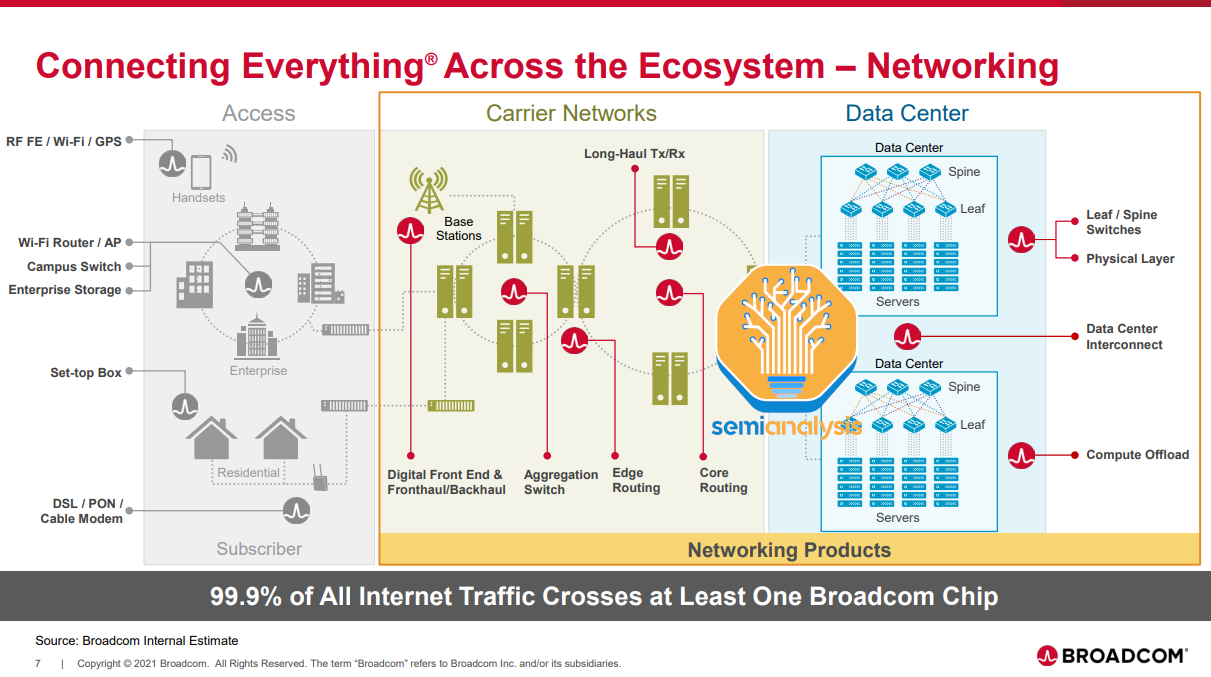 Connecting Everything® Across the Ecosystem – Networking
Access
Carrier Networks
Data Center
RF FE / Wi-Fi / GPS
Handsets
Wi-Fi Router / AP
Campus Switch
Enterprise Storage
Enterprise
Set-top Box
Residential
DSL / PON /
Cable Modem
Subscriber
Long-Haul Tx/Rx
Base
Stations
Digital Front End &
Fronthaul/Backhaul
Aggregation
Switch
Edge
Routing
Core
Routing
Data Center
Spine
Leaf
Servers
Leaf / Spine
Switches
Physical Layer
Data Center
Interconnect
Data Center
Spine
Leaf
Servers
Compute Offload
semianalysis
Networking Products
99.9% of All Internet Traffic Crosses at Least One Broadcom Chip
Source: Broadcom Internal Estimate
7 | Copyright © 2021 Broadcom. All Rights Reserved. The term “Broadcom” refers to Broadcom Inc. and/or its subsidiaries.
BROADCOM®